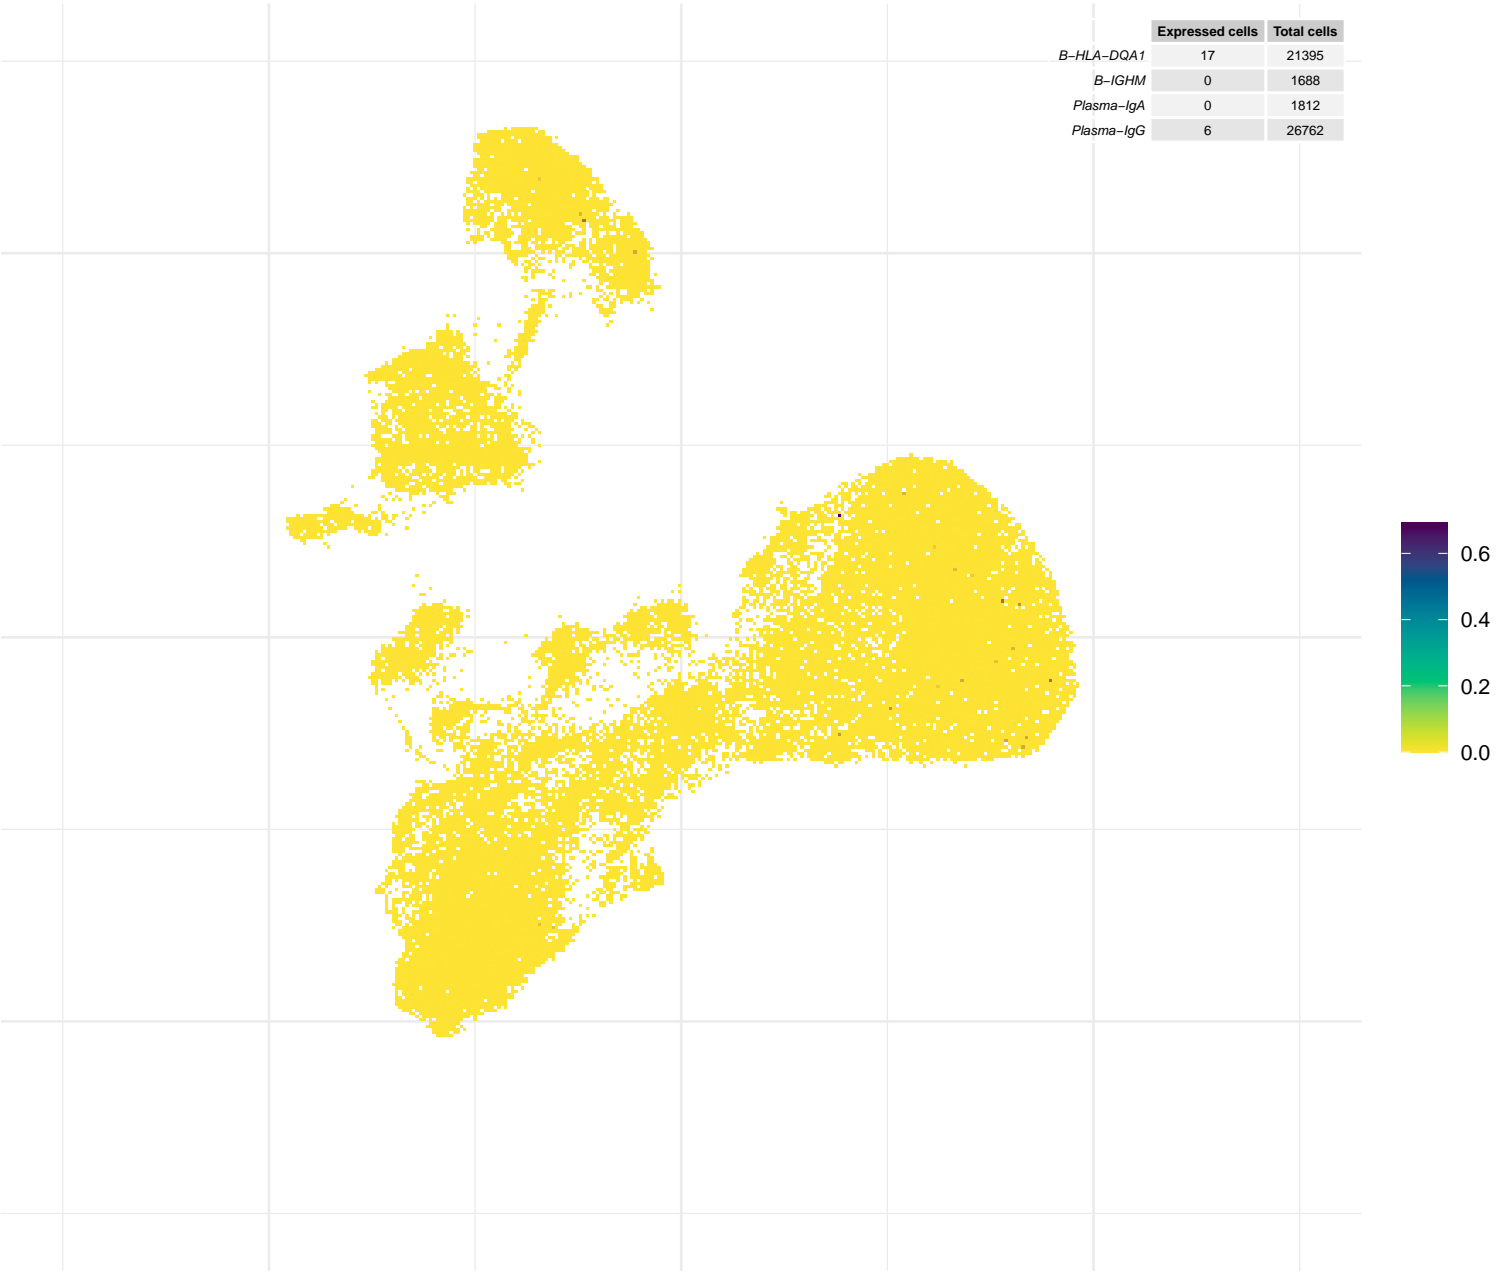 Expressed cells Total cells
B−HLA−DQA1 17 21395
B−IGHM 0 1688
Plasma−IgA 0 1812
Plasma−IgG 6 26762
0.6
0.4
0.2
0.0